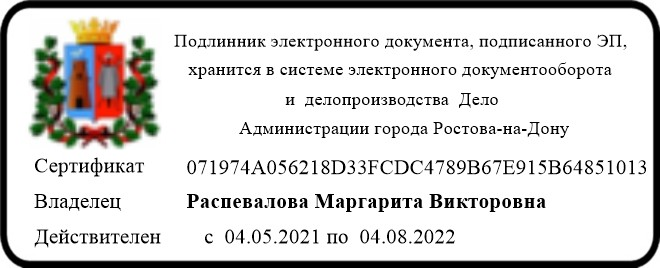 Подлинник электронного документа, подписанного ЭП,
хранится в системе электронного документооборота
и делопроизводства Дело
Администрации города Ростова-на-Дону
Сертификат 071974A056218D33FCDC4789B67E915B64851013
Владелец Распевалова Маргарита Викторовна
Действителен с 04.05.2021 по 04.08.2022